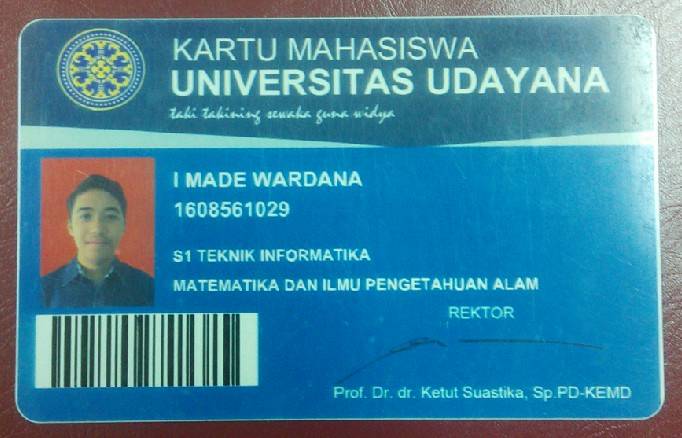 KARTU MAHASISWA
UNIVERSITAS UDAYANA
taki takining sewaka guna widya
I MADE WARDANA
1608561029
S1 TEKNIK INFORMATIKA
MATEMATIKA DAN ILMU PENGETAHUAN ALAM
REKTOR
Prof. Dr. dr. Ketut Suastika, Sp.PD-KEMD